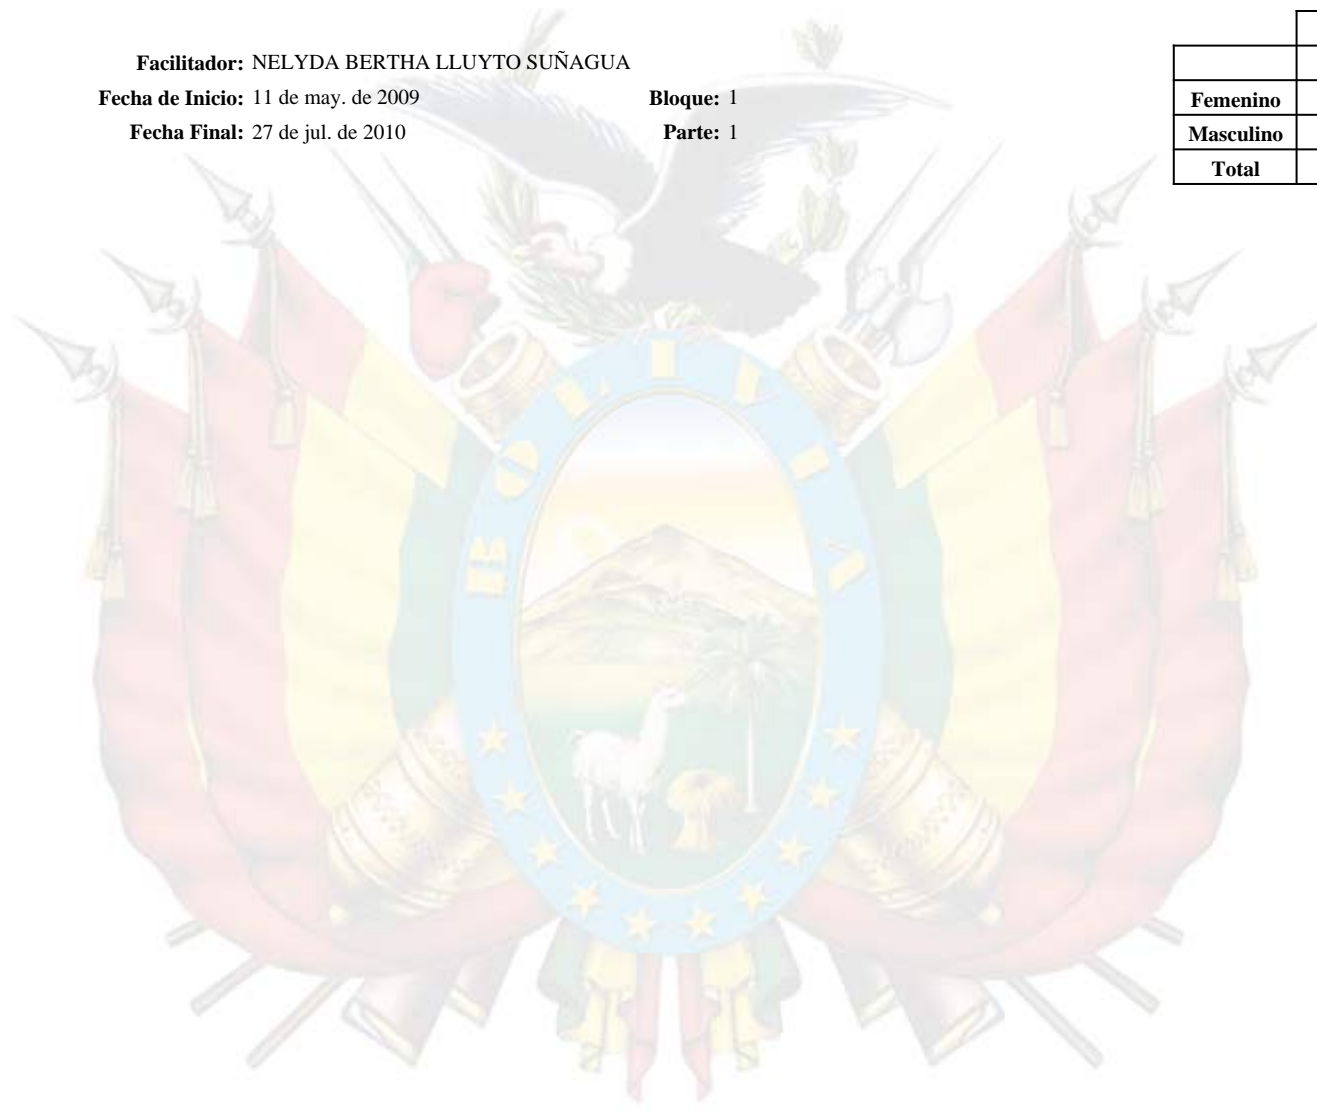 Facilitador: NELYDA BERTHA LLUYTO SUÑAGUA
Fecha de Inicio: 11 de may. de 2009 Bloque: 1
Fecha Final: 27 de jul. de 2010 Parte: 1
Femenino
Masculino
Total
BOLIVIA